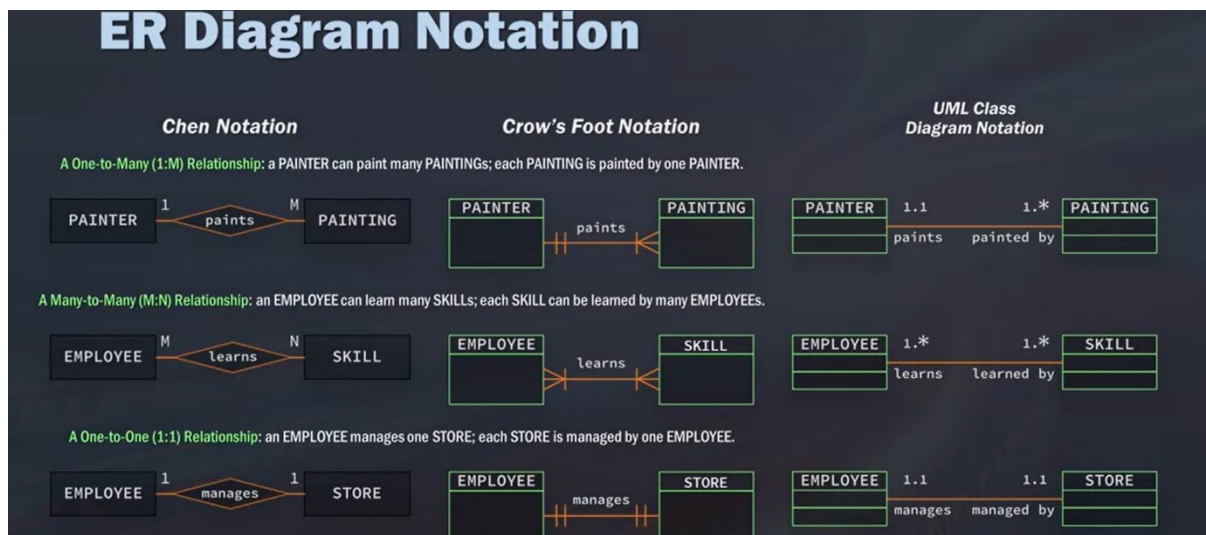 ER Diagram Notation
Chen Notation
Crow's Foot Notation
UML Class
Diagram Notation
A One-to-Many (1:M) Relationship: a PAINTER can paint many PAINTINGs; each PAINTING is painted by one PAINTER.
PAINTER 1 paints M PAINTING
PAINTER paints PAINTING
PAINTER 1.1 1.* PAINTING
paints painted by
A Many-to-Many (M:N) Relationship: an EMPLOYEE can learn many SKILLs; each SKILL can be learned by many EMPLOYEEs.
EMPLOYEE M learns N SKILL
EMPLOYEE learns SKILL
EMPLOYEE 1.* 1.* SKILL
learns learned by
A One-to-One (1:1) Relationship: an EMPLOYEE manages one STORE; each STORE is managed by one EMPLOYEE.
EMPLOYEE 1 manages 1 STORE
EMPLOYEE manages STORE
EMPLOYEE 1.1 1.1 STORE
manages managed by